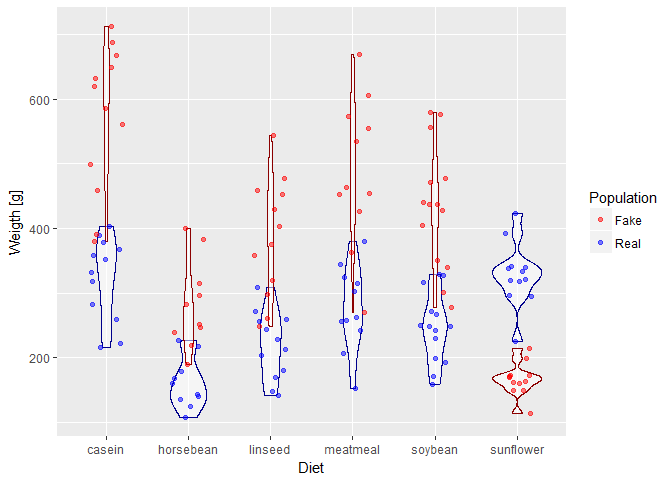 Weigth [g]
600
400
200
casein horsebean linseed meatmeal soybean sunflower
Diet
Population
Fake
Real